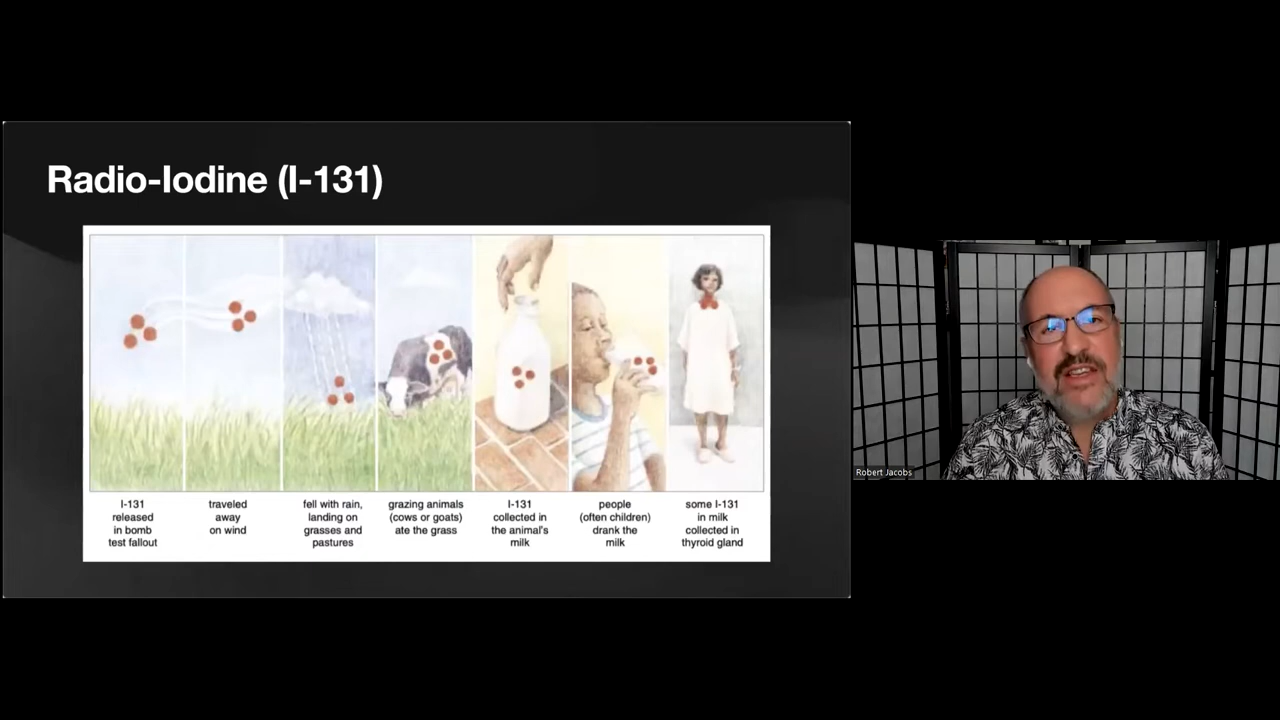 Radio-Iodine (I-131)
I-131
released
in bomb
test fallout
traveled
away
on wind
fell with rain,
landing on
grasses and
pastures
grazing animals
(cows or goats)
ate the grass
I-131
collected in
the animal's
milk
people
(often children)
drank the
milk
some I-131
in milk
collected in
thyroid gland
Robert Jacobs